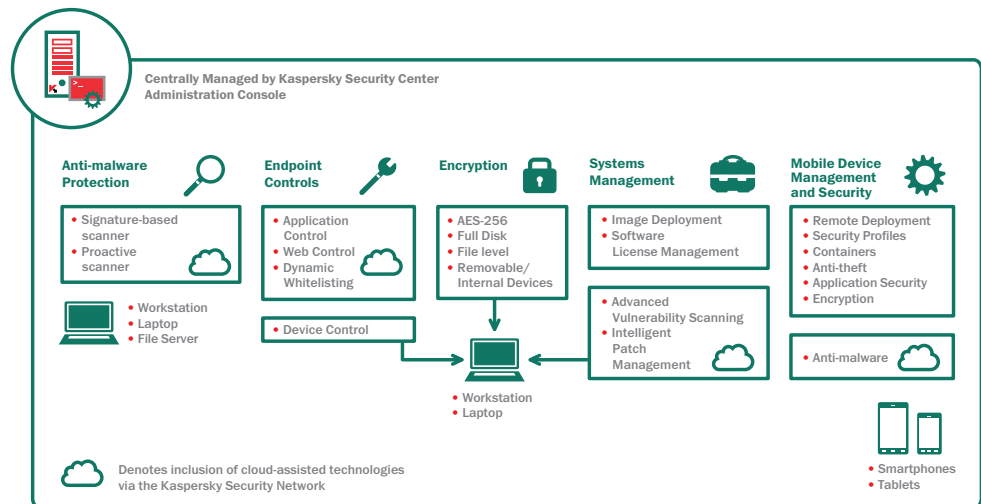 Centrally Managed by Kaspersky Security Center
Administration Console
Anti-malware
Protection
• Signature-based
scanner
• Proactive
scanner
• Workstation
• Laptop
• File Server
Endpoint
Controls
• Application
Control
• Web Control
• Dynamic
Whitelisting
• Device Control
Encryption
• AES-256
• Full Disk
• File level
• Removable/
Internal Devices
• Workstation
• Laptop
Systems
Management
• Image Deployment
• Software
License Management
• Advanced
Vulnerability Scanning
• Intelligent
Patch
Management
Mobile Device
Management
and Security
• Remote Deployment
• Security Profiles
• Containers
• Anti-theft
• Application Security
• Encryption
• Anti-malware
• Smartphones
• Tablets
Denotes inclusion of cloud-assisted technologies
via the Kaspersky Security Network